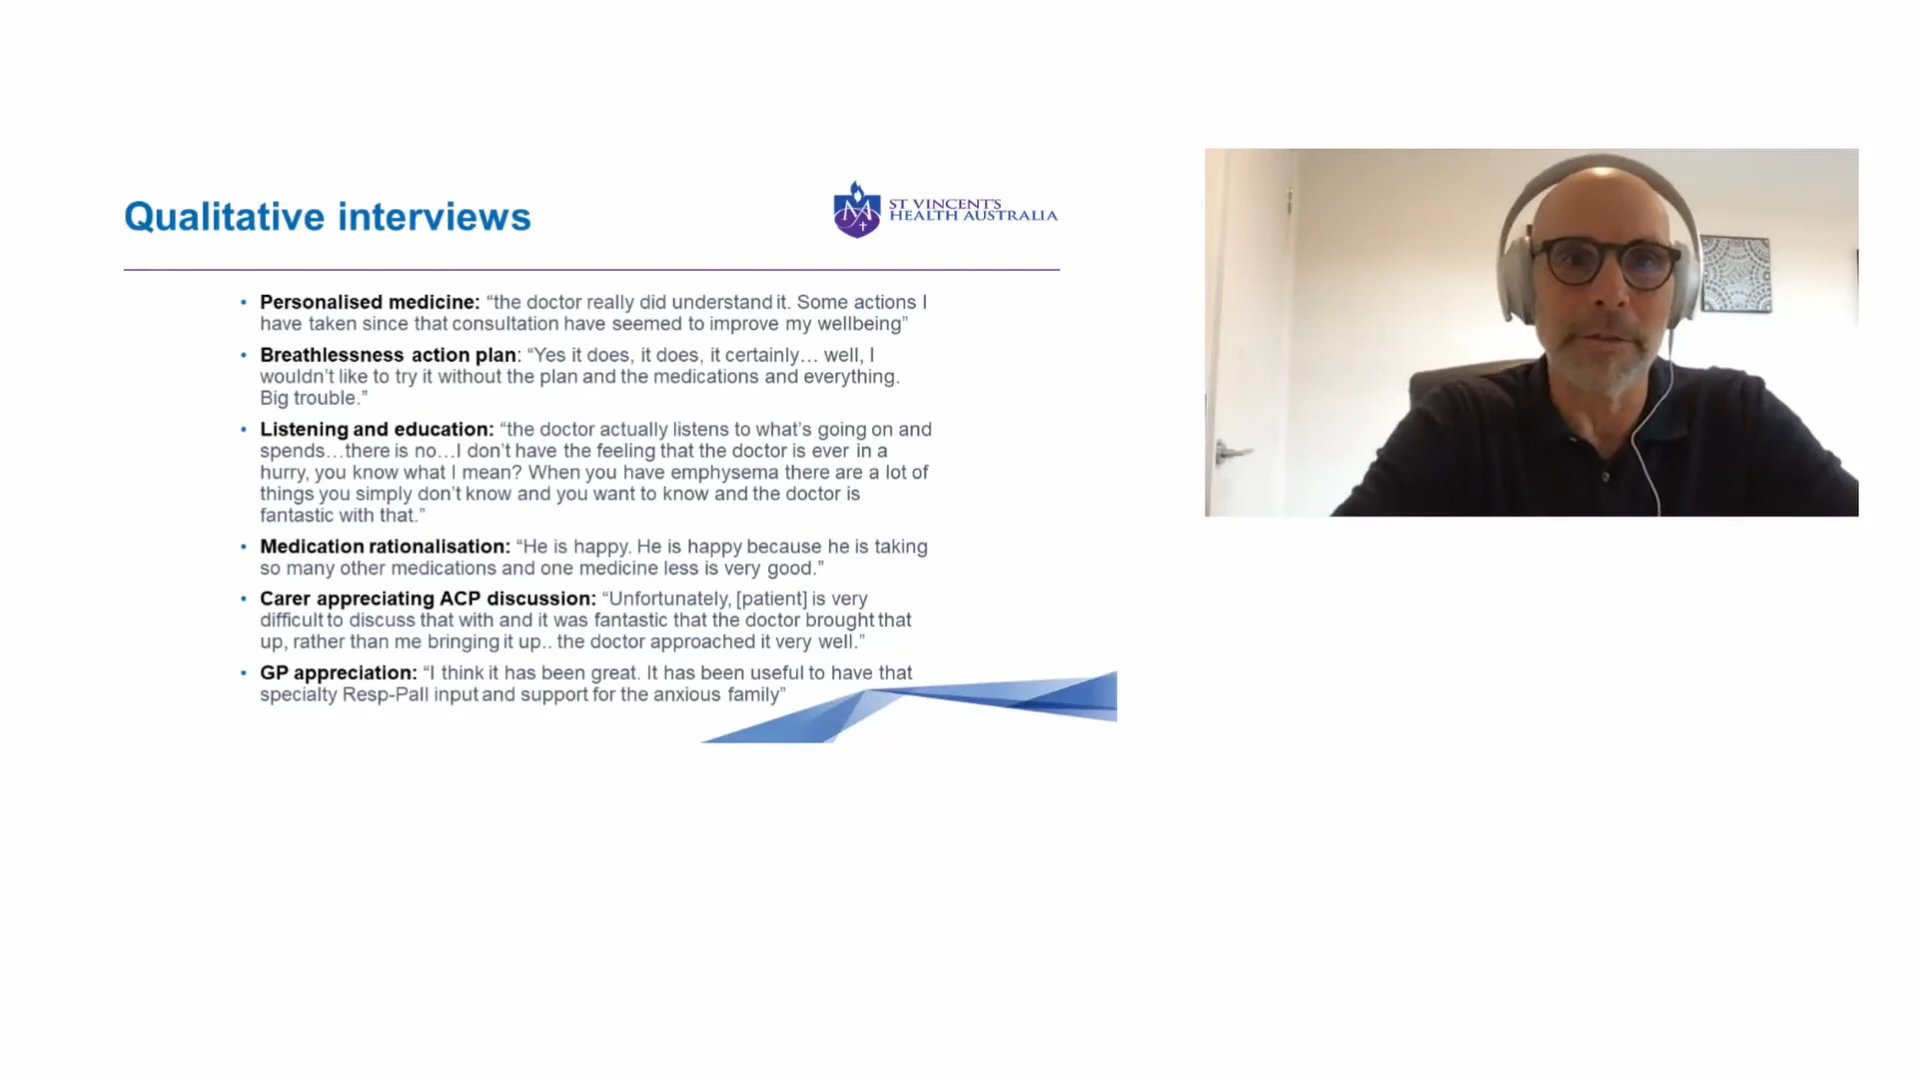 Qualitative interviews
ST VINCENT'S
HEALTH AUSTRALIA
• Personalised medicine: “the doctor really did understand it. Some actions I
have taken since that consultation have seemed to improve my wellbeing”
• Breathlessness action plan: “Yes it does, it does, it certainly… well, I
wouldn’t like to try it without the plan and the medications and everything.
Big trouble.”
• Listening and education: “the doctor actually listens to what’s going on and
spends…there is no…I don’t have the feeling that the doctor is ever in a
hurry, you know what I mean? When you have emphysema there are a lot of
things you simply don’t know and you want to know and the doctor is
fantastic with that.”
• Medication rationalisation: “He is happy. He is happy because he is taking
so many other medications and one medicine less is very good.”
• Carer appreciating ACP discussion: “Unfortunately, [patient] is very
difficult to discuss that with and it was fantastic that the doctor brought that
up, rather than me bringing it up.. the doctor approached it very well.”
• GP appreciation: “I think it has been great. It has been useful to have that
specialty Resp-Pall input and support for the anxious family”